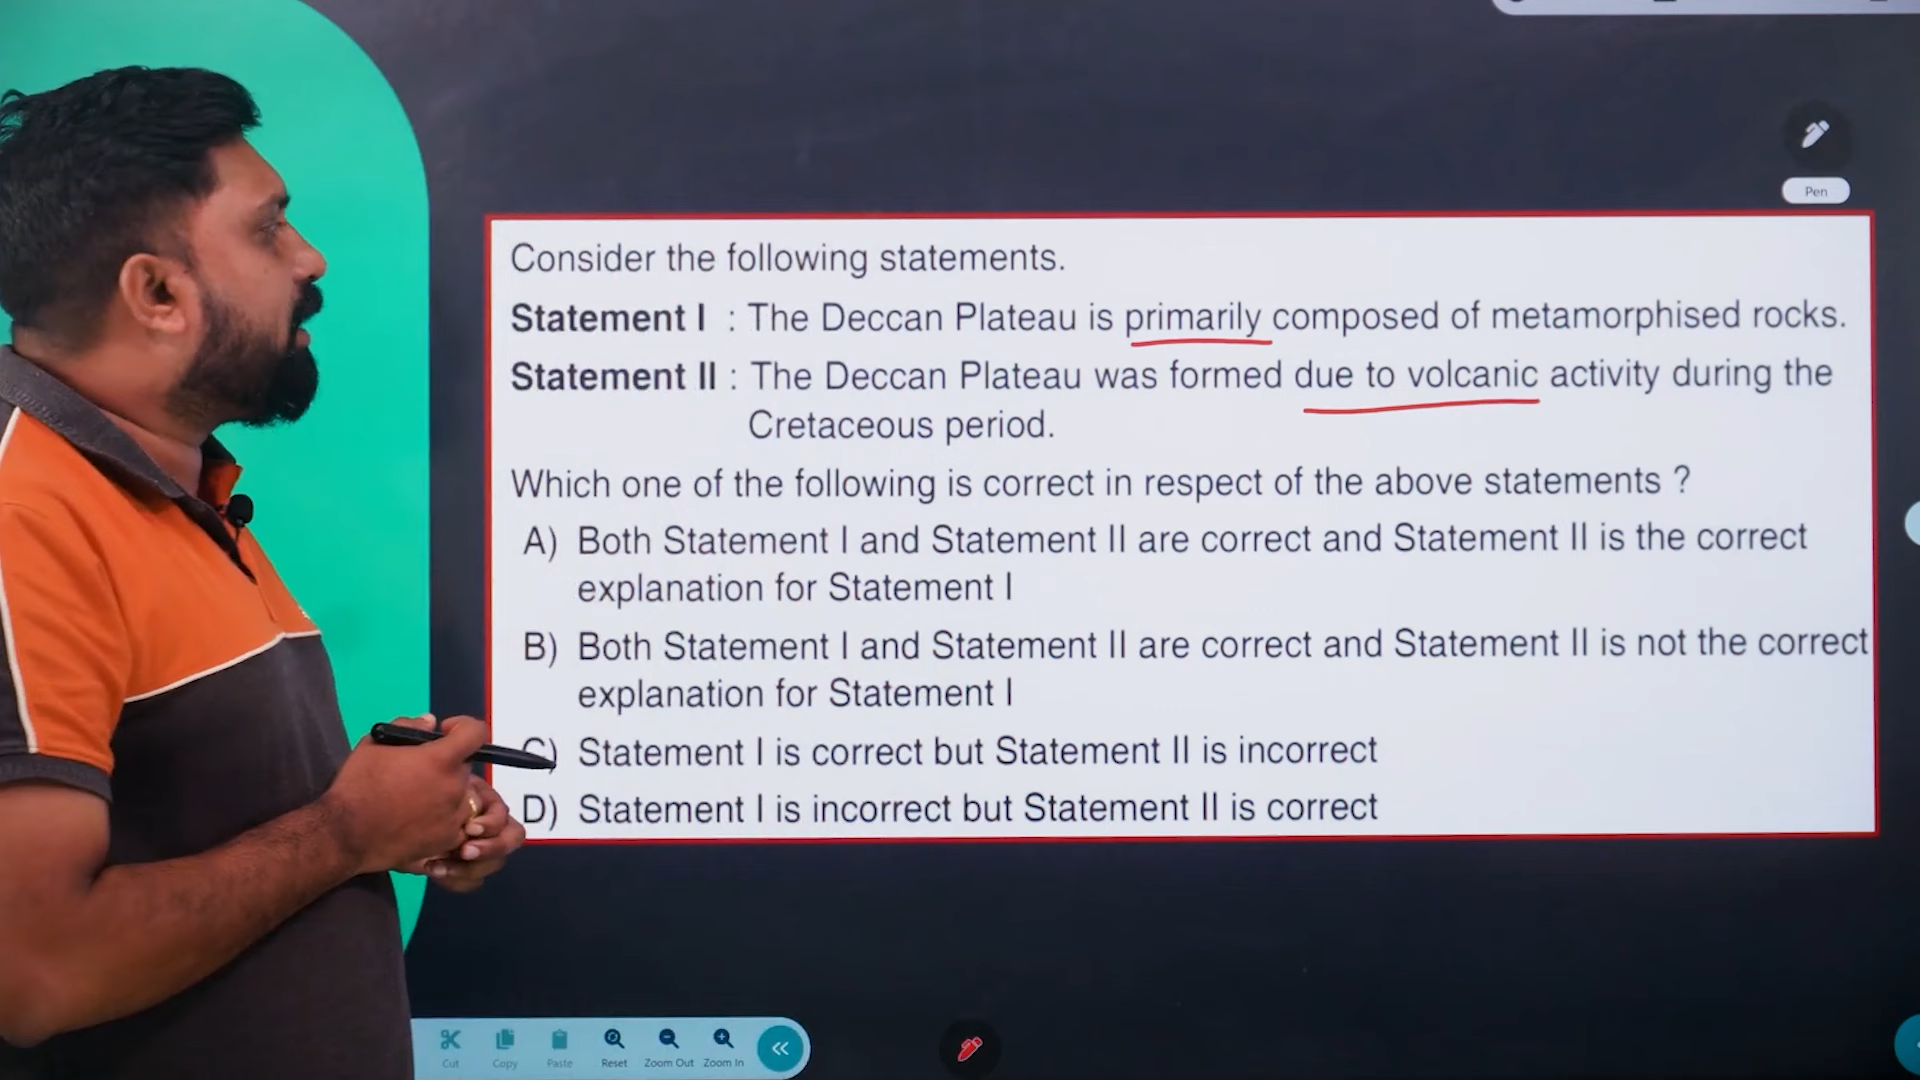 Pen
Consider the following statements.
Statement I : The Deccan Plateau is primarily composed of metamorphised rocks.
Statement II : The Deccan Plateau was formed due to volcanic activity during the
Cretaceous period.
Which one of the following is correct in respect of the above statements ?
A) Both Statement I and Statement II are correct and Statement II is the correct
explanation for Statement I
B) Both Statement I and Statement II are correct and Statement II is not the correct
explanation for Statement I
C) Statement I is correct but Statement II is incorrect
D) Statement I is incorrect but Statement II is correct
Cut Copy Paste Reset Zoom Out Zoom In